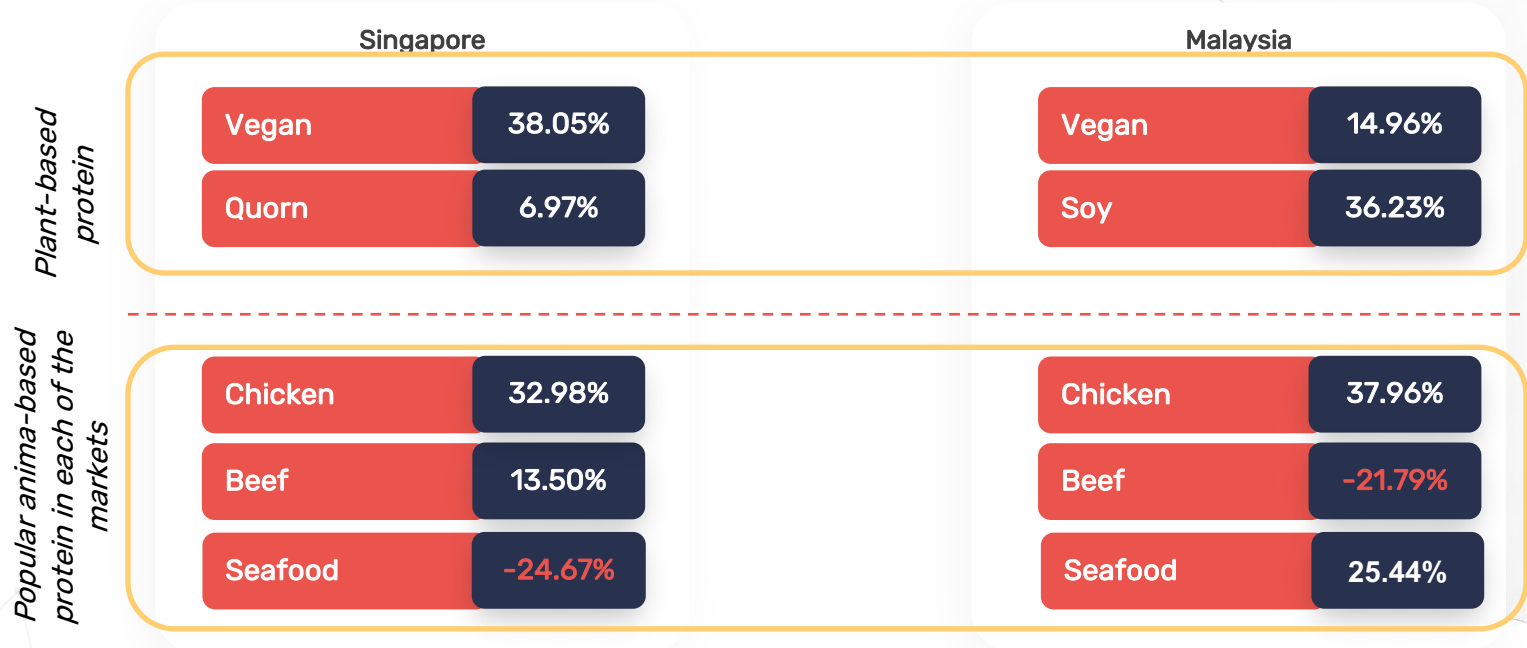 Singapore
Malaysia
Plant-based
protein
Vegan 38.05%
Quorn 6.97%
Vegan 14.96%
Soy 36.23%
Popular anima-based
protein in each of the
markets
Chicken 32.98%
Beef 13.50%
Seafood -24.67%
Chicken 37.96%
Beef -21.79%
Seafood 25.44%